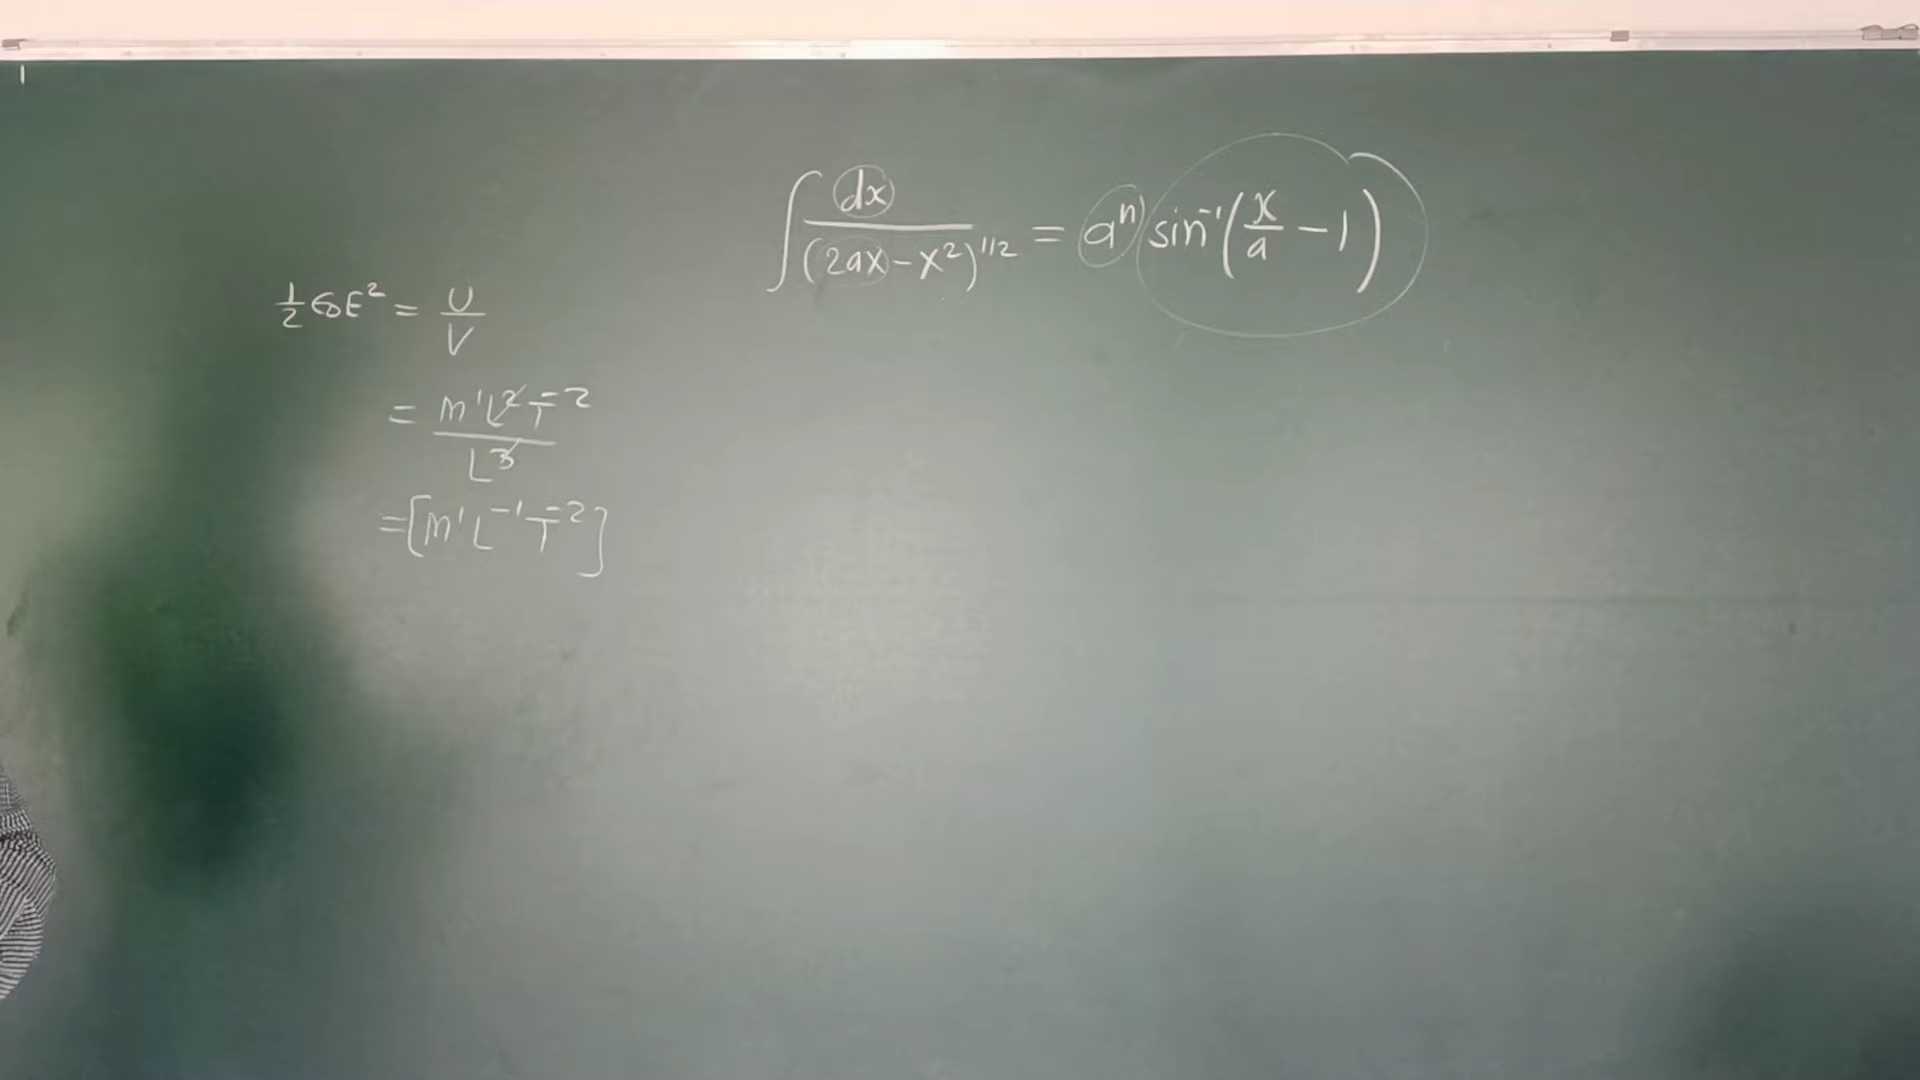 ½ ε₀E² = U/V
= M¹L²T⁻²/L³
= [M¹L⁻¹T⁻²]
∫ dx/(2ax − x²)^1/2 = aⁿ sin⁻¹(x/a − 1)